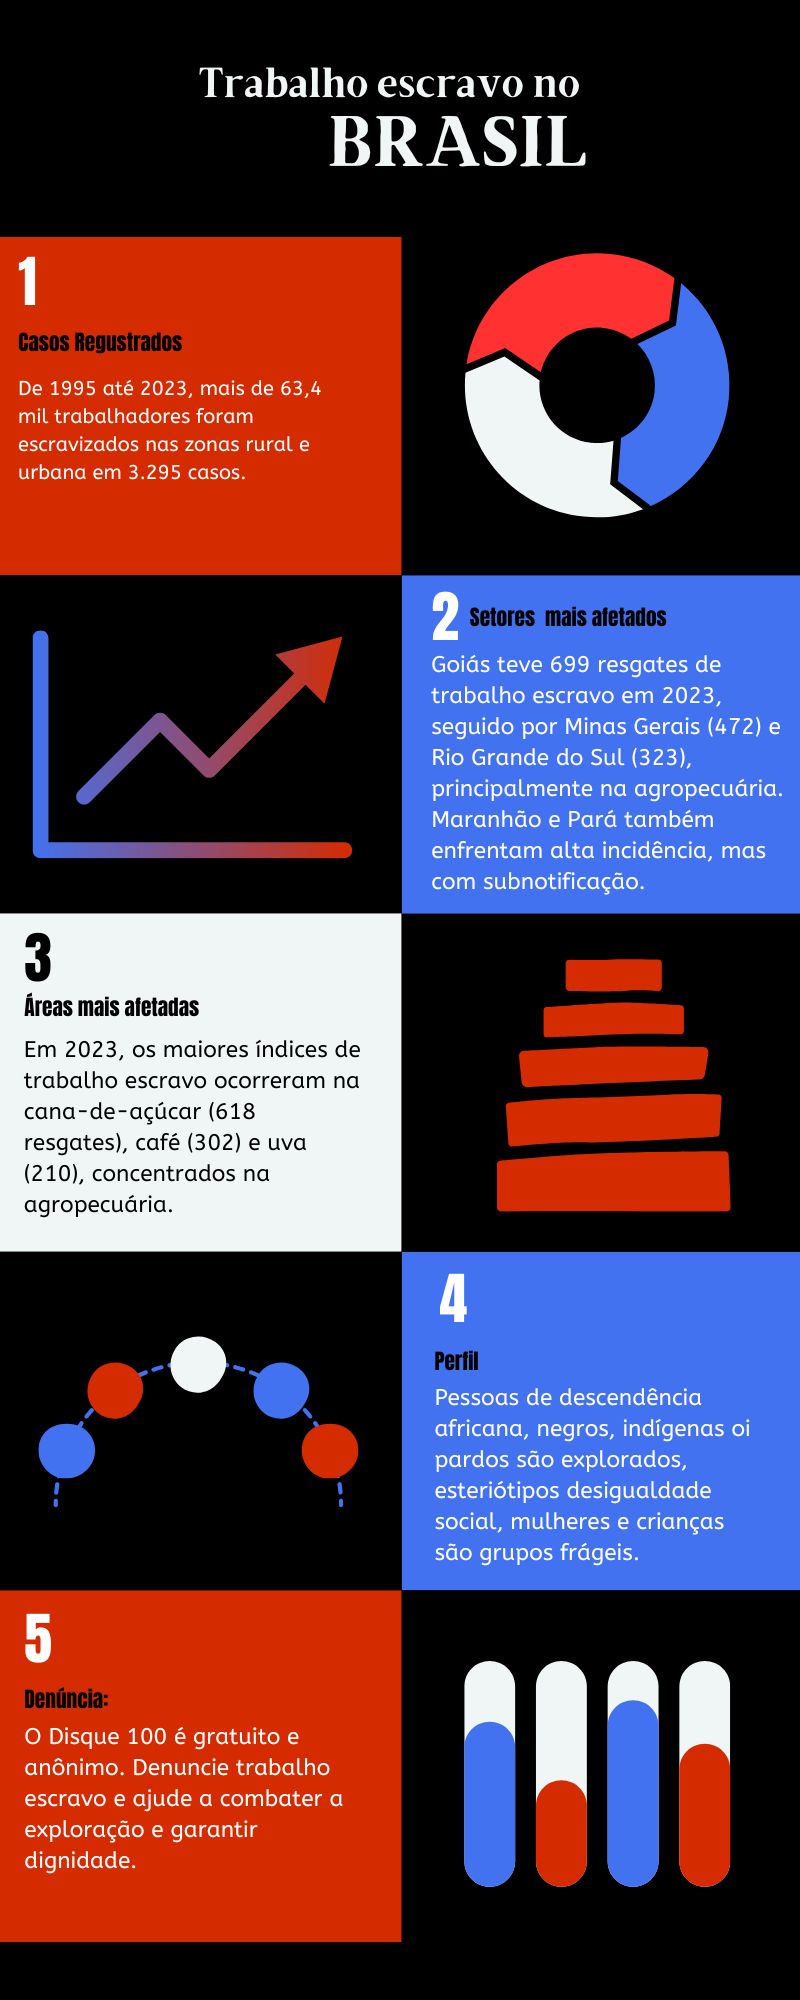 Trabalho escravo no
BRASIL
1
Casos Regustrados
De 1995 até 2023, mais de 63,4
mil trabalhadores foram
escravizados nas zonas rural e
urbana em 3.295 casos.
2 Setores mais afetados
Goiás teve 699 resgates de
trabalho escravo em 2023,
seguido por Minas Gerais (472) e
Rio Grande do Sul (323),
principalmente na agropecuária.
Maranhão e Pará também
enfrentam alta incidência, mas
com subnotificação.
3
Áreas mais afetadas
Em 2023, os maiores índices de
trabalho escravo ocorreram na
cana-de-açúcar (618
resgates), café (302) e uva
(210), concentrados na
agropecuária.
4
Perfil
Pessoas de descendência
africana, negros, indígenas oi
pardos são explorados,
esteriótipos desigualdade
social, mulheres e crianças
são grupos frágeis.
5
Denúncia:
O Disque 100 é gratuito e
anônimo. Denuncie trabalho
escravo e ajude a combater a
exploração e garantir
dignidade.